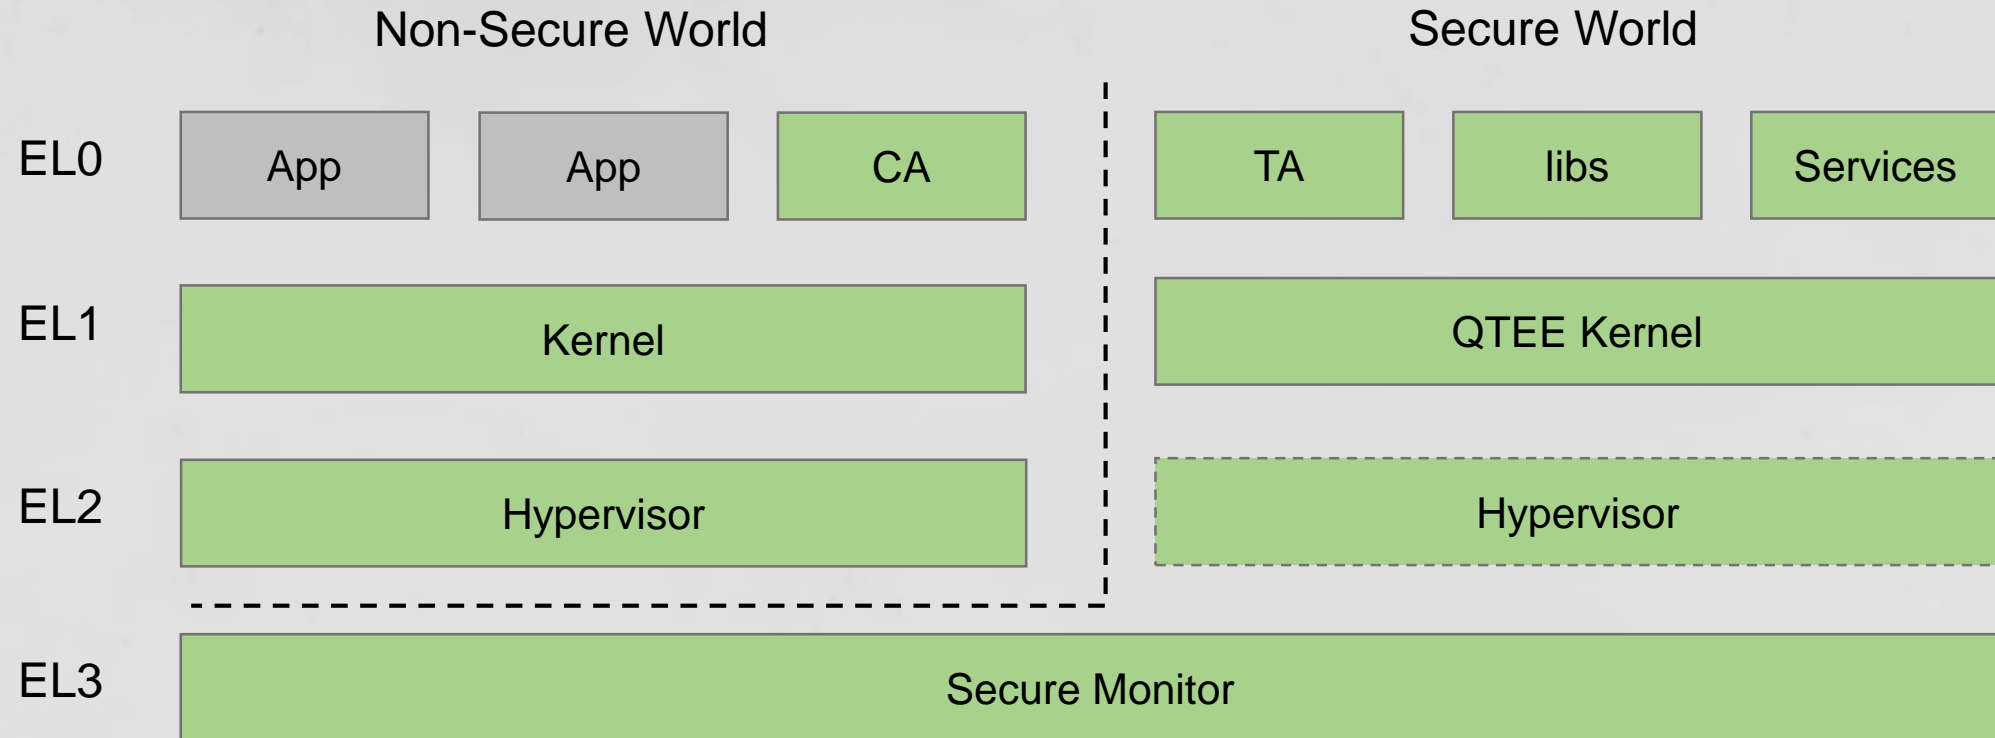 Non-Secure World Secure World
EL0 App App CA TA libs Services
EL1 Kernel QTEE Kernel
EL2 Hypervisor Hypervisor
EL3 Secure Monitor